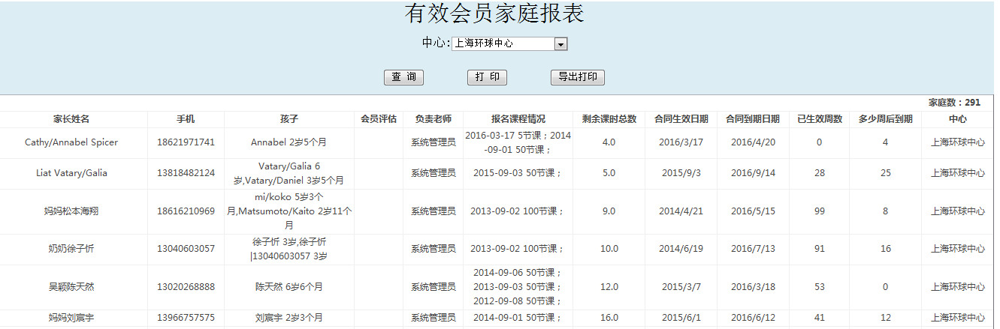 有效会员家庭报表
中心: 上海环球中心
查 询 打 印 导出打印
家庭数：291
家长姓名 手机 孩子 会员评估 负责老师 报名课程情况 剩余课时总数 合同生效日期 合同到期日期 已生效周数 多少周后到期 中心
Cathy/Annabel Spicer 18621971741 Annabel 2岁5个月 系统管理员 2016-03-17 5节课；2014
-09-01 50节课； 4.0 2016/3/17 2016/4/20 0 4 上海环球中心
Liat Vatary/Galia 13818482124 Vatary/Galia 6
岁,Vatary/Daniel 3岁5个月 系统管理员 2015-09-03 50节课； 5.0 2015/9/3 2016/9/14 28 25 上海环球中心
妈妈松本海翔 18616210969 mi/koko 5岁3个
月,Matsumoto/Kaito 2岁11个
月 系统管理员 2013-09-02 100节课； 9.0 2014/4/21 2016/5/15 99 8 上海环球中心
奶奶徐子忻 13040603057 徐子忻 3岁,徐子忻
|13040603057 3岁 系统管理员 2013-09-02 100节课； 10.0 2014/6/19 2016/7/13 91 16 上海环球中心
吴颖陈天然 13020268888 陈天然 6岁6个月 系统管理员 2014-09-06 50节课；
2013-09-03 50节课；
2012-09-08 50节课； 12.0 2015/3/7 2016/3/18 53 0 上海环球中心
妈妈刘宸宇 13966757575 刘宸宇 2岁3个月 系统管理员 2014-09-01 50节课； 16.0 2015/6/1 2016/6/12 41 12 上海环球中心